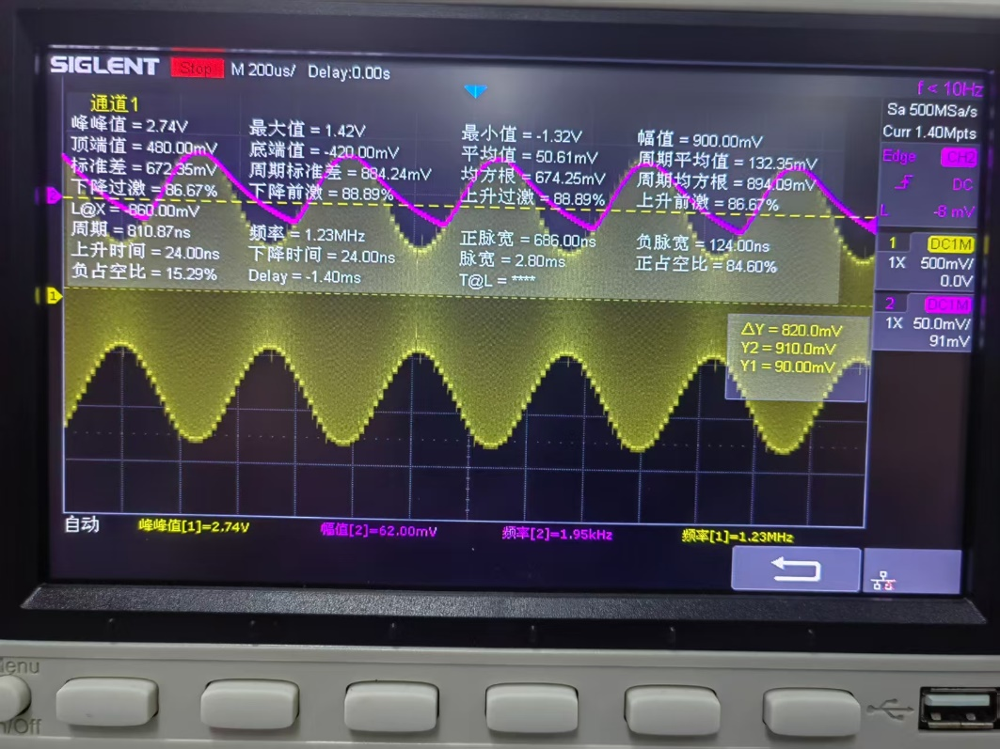 SIGLENT Stop M 200us/ Delay:0.00s
f < 10Hz
Sa 500MSa/s
Curr 1.40Mpts
Edge CH2
DC
L -8 mV
1 DC1M
1X 500mV/
0.0V
2 DC1M
1X 50.0mV/
91mV
通道1
峰峰值 = 2.74V 最大值 = 1.42V 最小值 = -1.32V 幅值 = 900.00mV
顶端值 = 480.00mV 底端值 = -420.00mV 平均值 = 50.61mV 周期平均值 = 132.35mV
标准差 = 672.35mV 周期标准差 = 884.24mV 均方根 = 674.25mV 周期均方根 = 894.09mV
下降过激 = 86.67% 下降前激 = 88.89% 上升过激 = 88.89% 上升前激 = 86.67%
L@X = -860.00mV
周期 = 810.87ns 频率 = 1.23MHz 正脉宽 = 686.00ns 负脉宽 = 124.00ns
上升时间 = 24.00ns 下降时间 = 24.00ns 脉宽 = 2.80ms 正占空比 = 84.60%
负占空比 = 15.29% Delay = -1.40ms T@L = ****
2
1
△Y = 820.0mV
Y2 = 910.0mV
Y1 = 90.00mV
自动 峰峰值[1]=2.74V 幅值[2]=62.00mV 频率[2]=1.95kHz 频率[1]=1.23MHz
Menu
n/Off